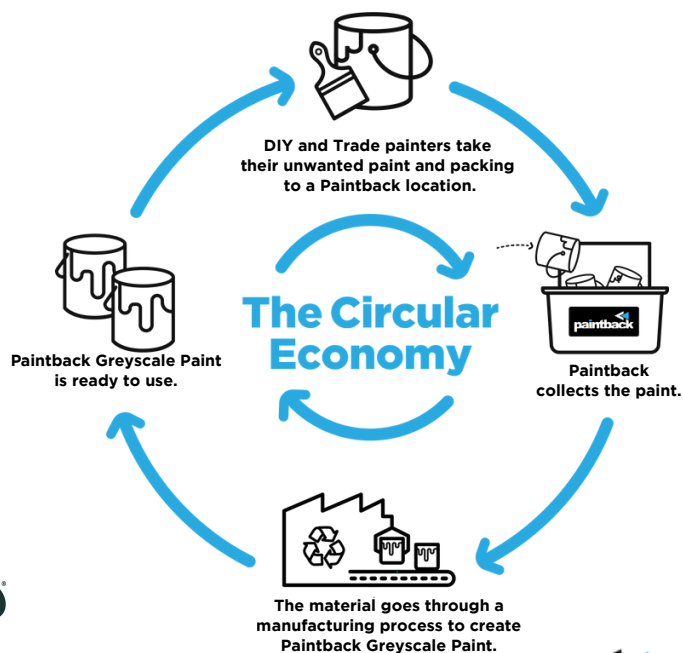 DIY and Trade painters take
their unwanted paint and packing
to a Paintback location.
The Circular
Economy
paintback
Paintback
collects the paint.
The material goes through a
manufacturing process to create
Paintback Greyscale Paint.
Paintback Greyscale Paint
is ready to use.
®